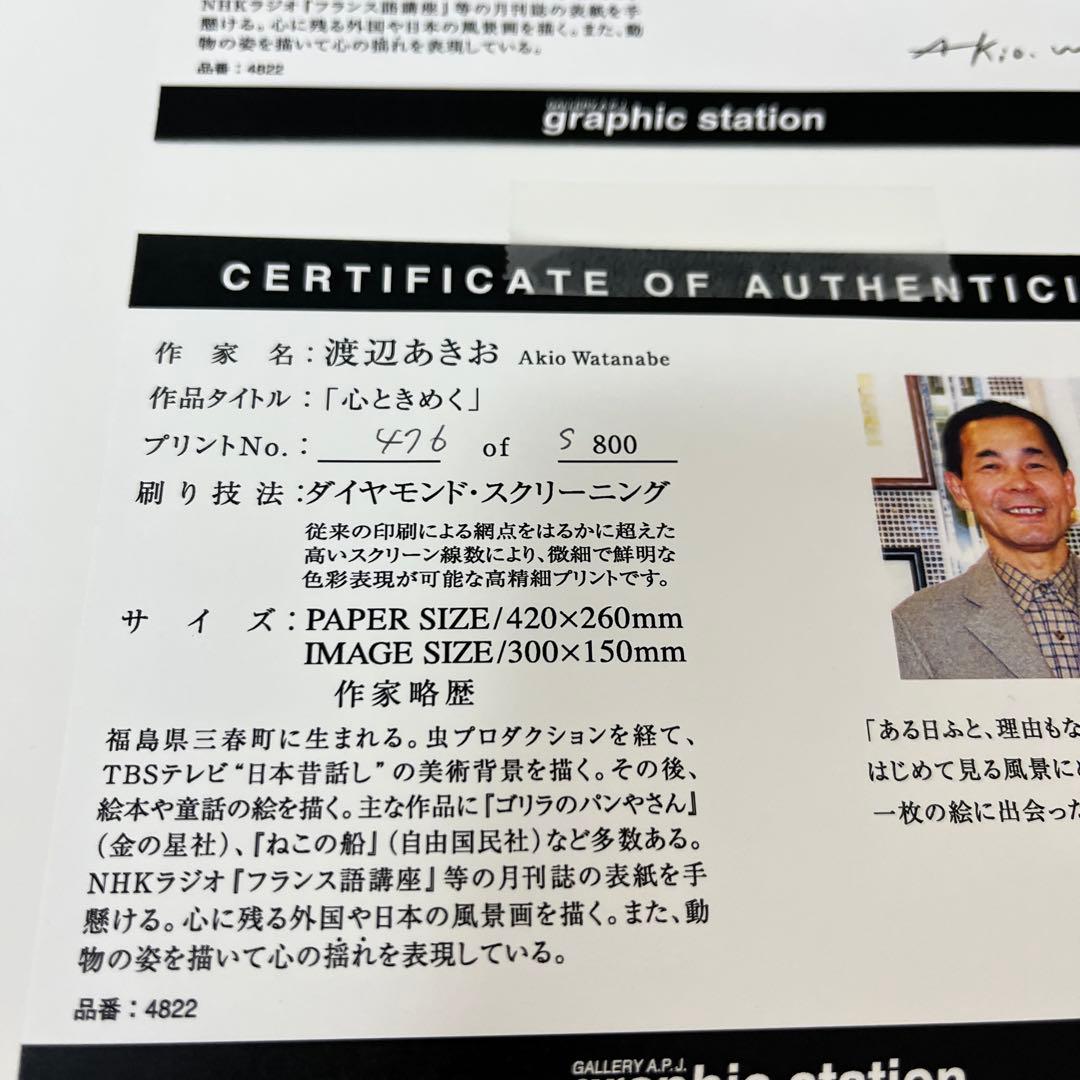 NHKラジオ『フランス語講座』等の月刊誌の表紙を手
懸ける。心に残る外国や日本の風景画を描く。また、動
物の姿を描いて心の揺れを表現している。
品番：4822
Akio. W
GALLERY A.P.J.
graphic station
CERTIFICATE OF AUTHENTICI
作家名：渡辺あきお Akio Watanabe
作品タイトル：「心ときめく」
プリントNo.： 476 of S 800
刷り技法：ダイヤモンド・スクリーニング
従来の印刷による網点をはるかに超えた
高いスクリーン線数により、微細で鮮明な
色彩表現が可能な高精細プリントです。
サイズ：PAPER SIZE/420×260mm
IMAGE SIZE/300×150mm
作家略歴
福島県三春町に生まれる。虫プロダクションを経て、
TBSテレビ“日本昔話し”の美術背景を描く。その後、
絵本や童話の絵を描く。主な作品に『ゴリラのパンやさん』
（金の星社）、『ねこの船』（自由国民社）など多数ある。
NHKラジオ『フランス語講座』等の月刊誌の表紙を手
懸ける。心に残る外国や日本の風景画を描く。また、動
物の姿を描いて心の揺れを表現している。
品番：4822
「ある日ふと、理由もな
はじめて見る風景に
一枚の絵に出会った
GALLERY A.P.J.
graphic station